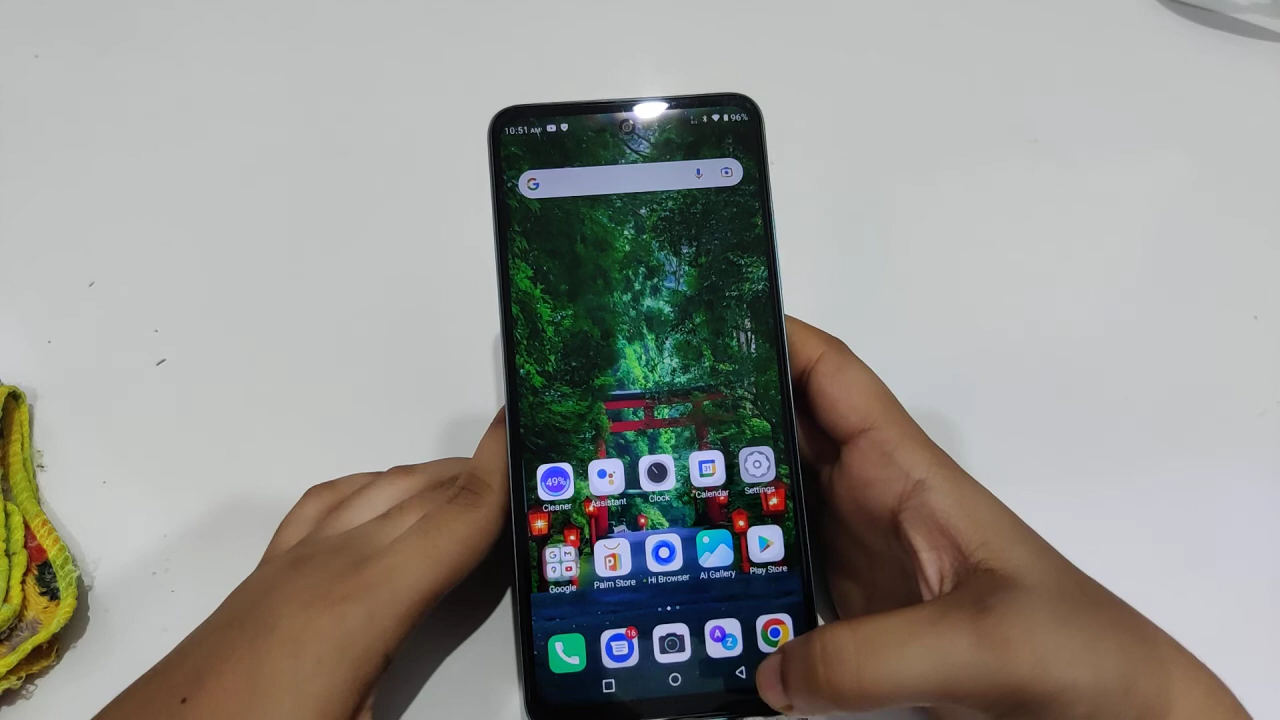 10:51 AM 96%
G
49%
31
Cleaner Assistant Clock Calendar Settings
G M
P
Google Palm Store Hi Browser AI Gallery Play Store
16
A Z